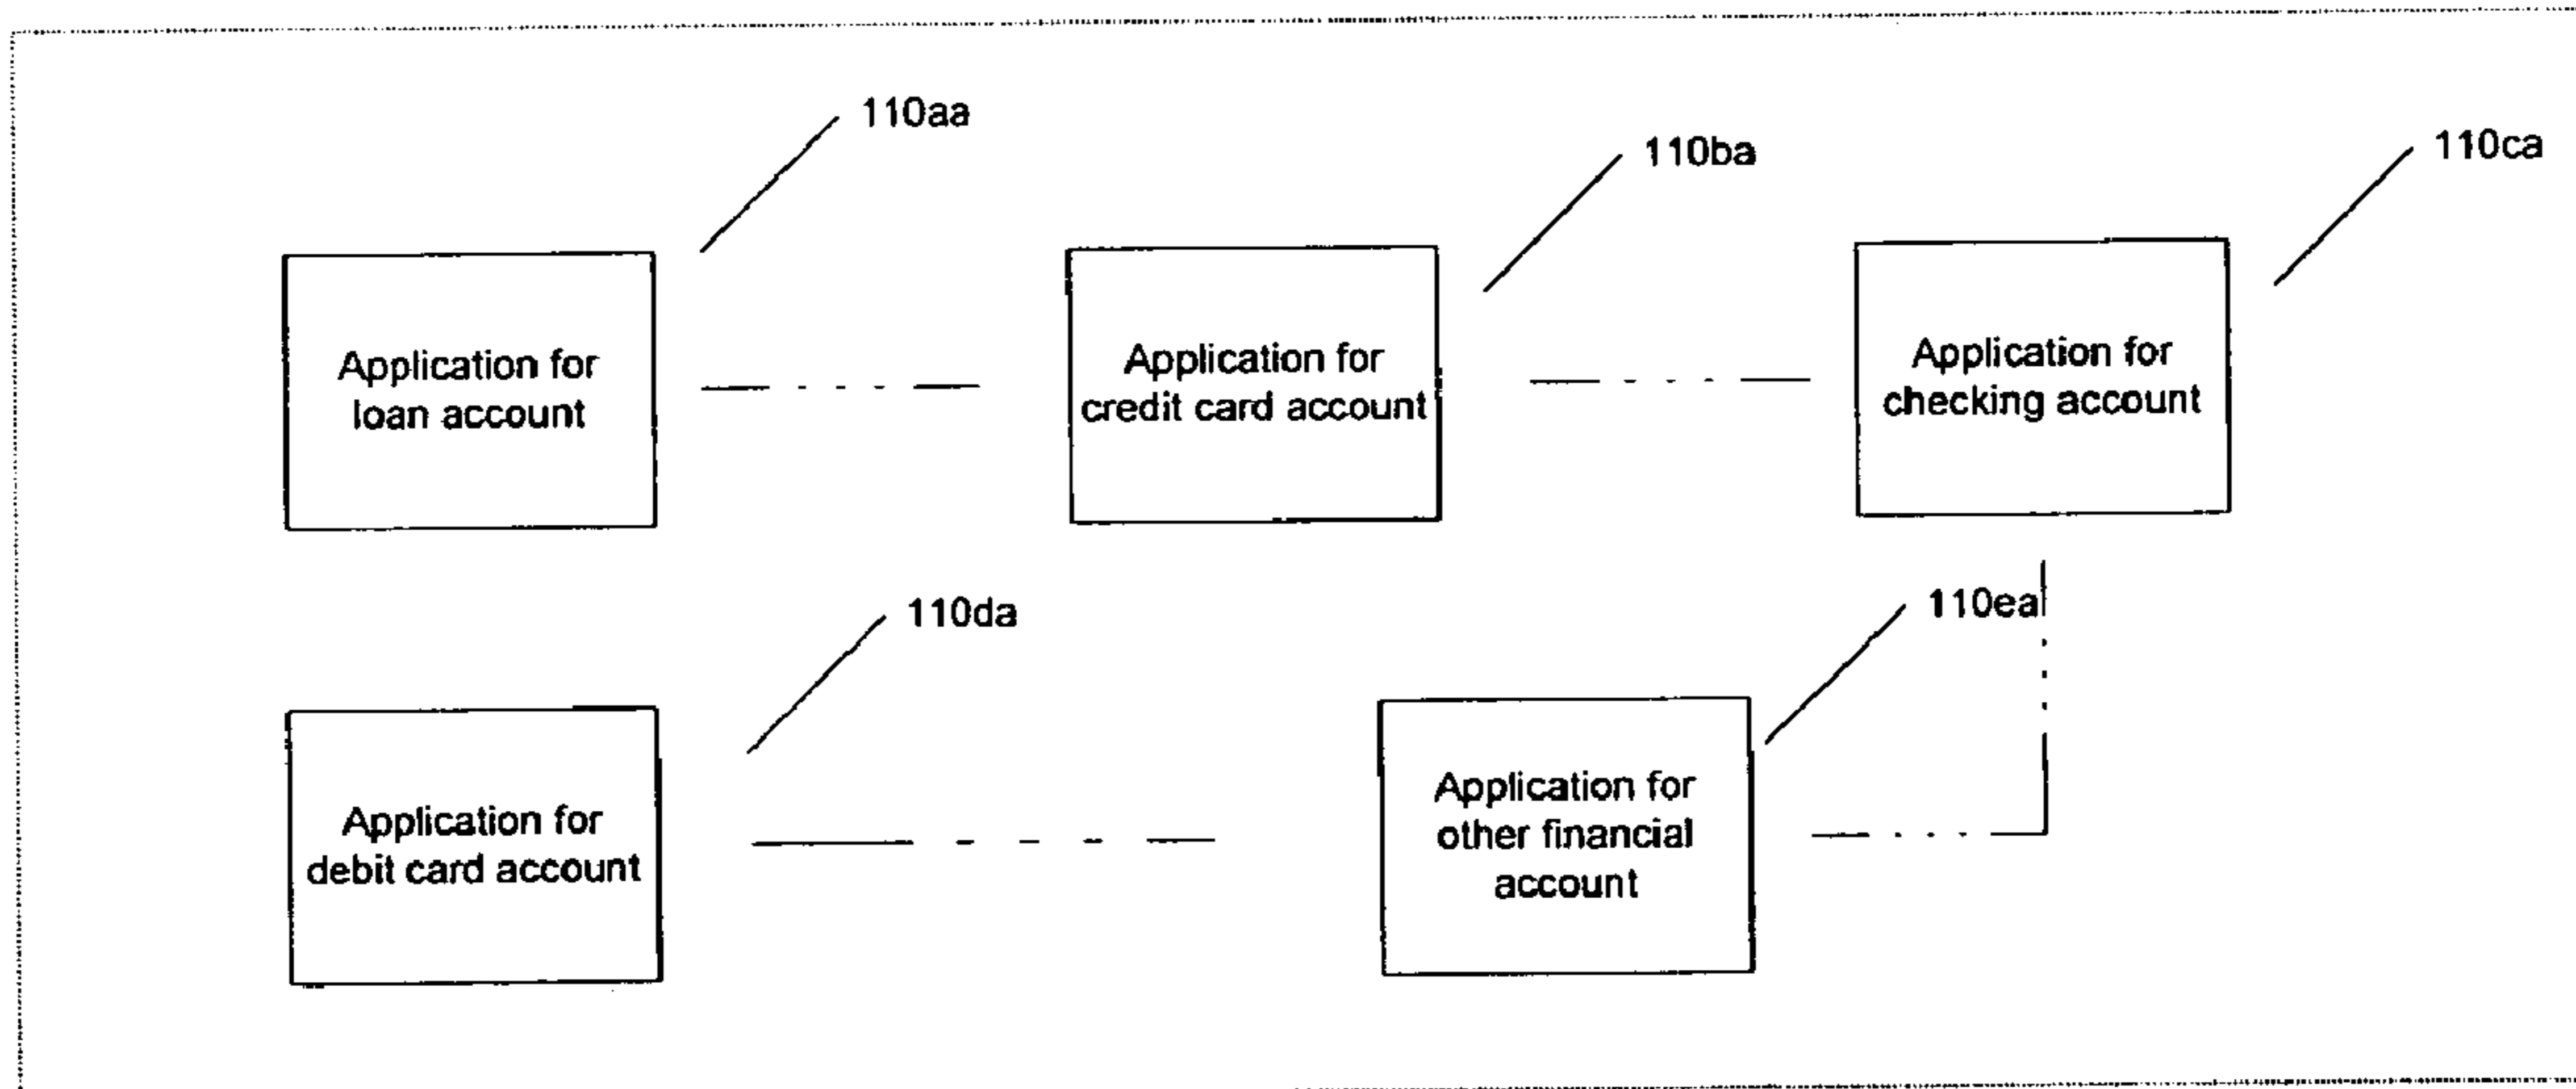 110aa
110ba
110ca
Application for
loan account
Application for
credit card account
Application for
checking account
110da
110ea
Application for
debit card account
Application for
other financial
account